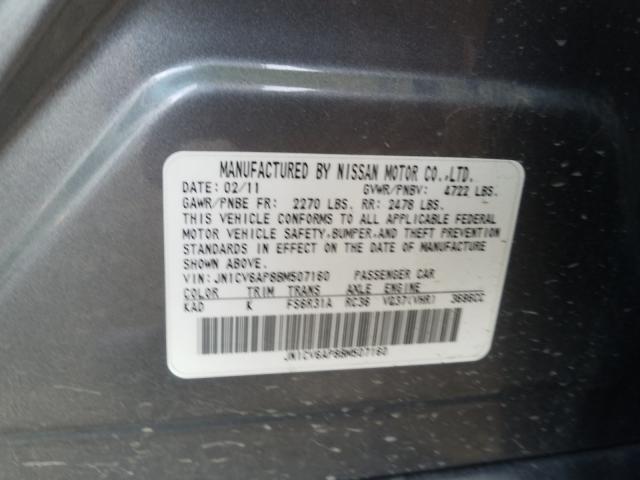 MANUFACTURED BY NISSAN MOTOR CO.,LTD.
DATE: 02/11 GVWR/PNBV: 4722 LBS.
GAWR/PNBE FR: 2270 LBS. RR: 2478 LBS.
THIS VEHICLE CONFORMS TO ALL APPLICABLE FEDERAL
MOTOR VEHICLE SAFETY,BUMPER,AND THEFT PREVENTION
STANDARDS IN EFFECT ON THE DATE OF MANUFACTURE
SHOWN ABOVE.
VIN: JN1CV6AP8BM507160 PASSENGER CAR
COLOR TRIM TRANS AXLE ENGINE
KAD K FS6R31A RC36 VQ37(VHR) 3696CC
JN1CV6AP8BM507160